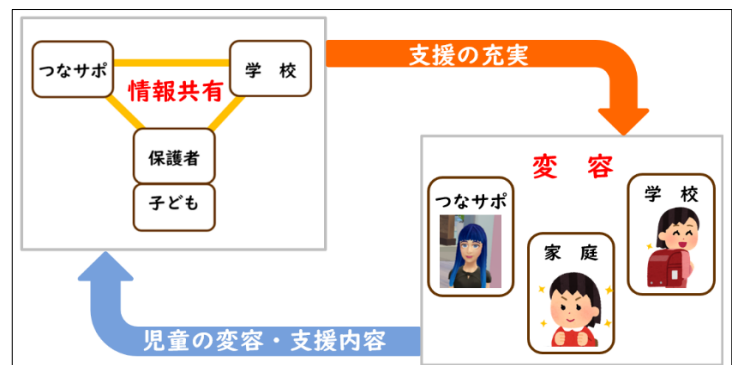 つなサポ
学 校
情報共有
保護者
子ども
支援の充実
変 容
つなサポ
家 庭
学 校
児童の変容・支援内容